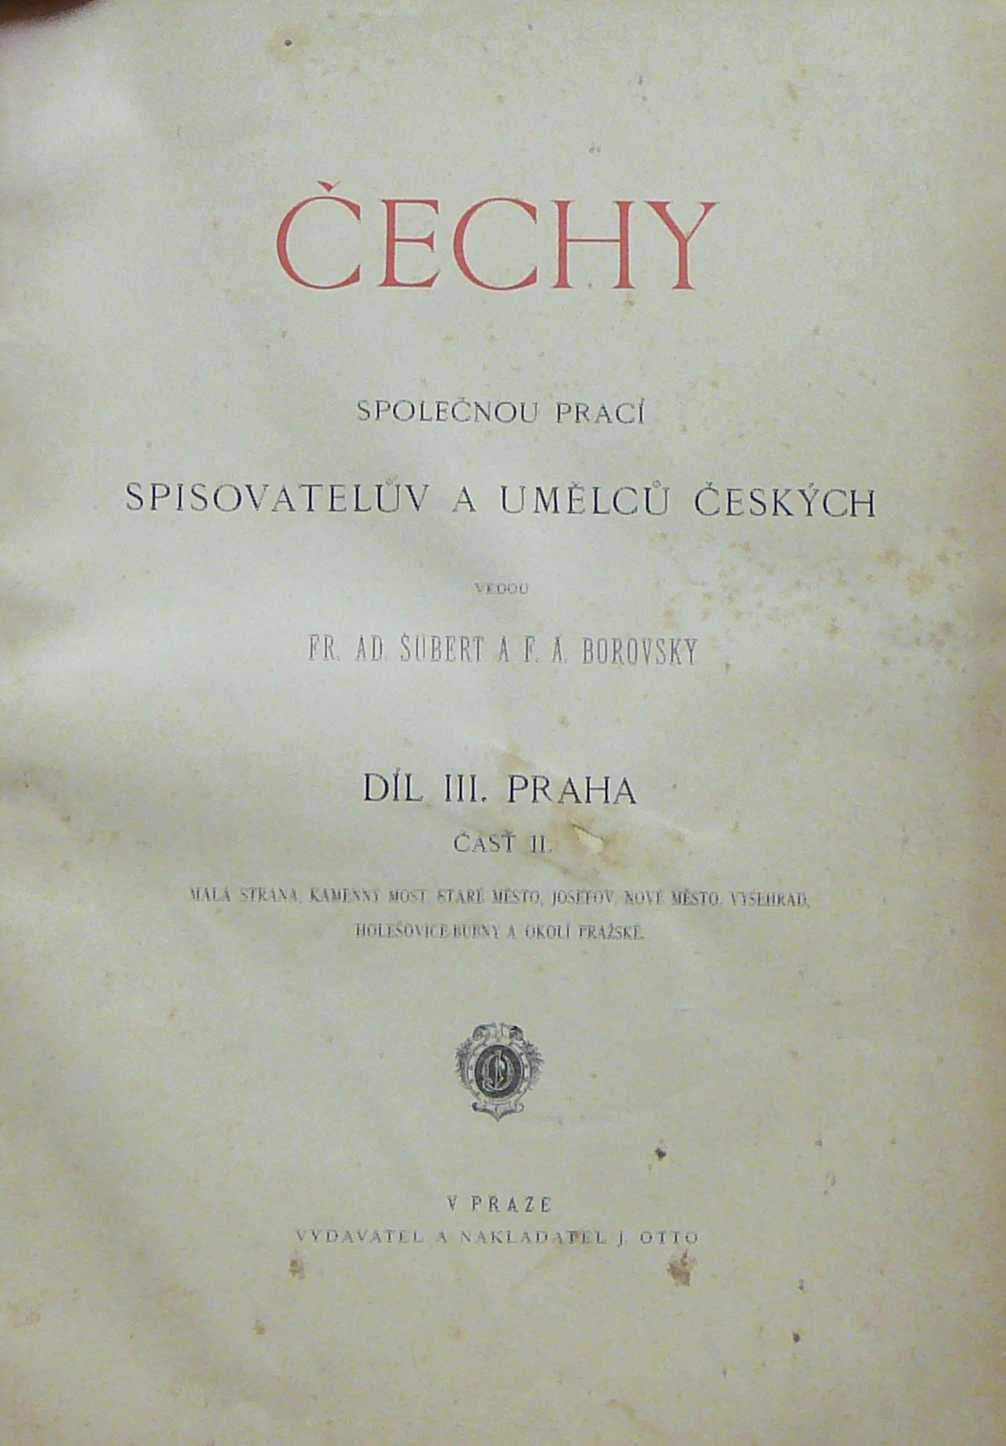 ČECHY
SPOLEČNOU PRACÍ
SPISOVATELŮV A UMĚLCŮ ČESKÝCH
VEDOU
FR. AD. ŠUBERT A F. A. BOROVSKÝ
DÍL III. PRAHA
ČÁSŤ II.
MALÁ STRANA, KAMENNÝ MOST, STARÉ MĚSTO, JOSEFOV, NOVÉ MĚSTO, VYŠEHRAD,
HOLEŠOVICE-BUBNY A OKOLÍ PRAŽSKÉ.
V PRAZE
VYDAVATEL A NAKLADATEL J. OTTO